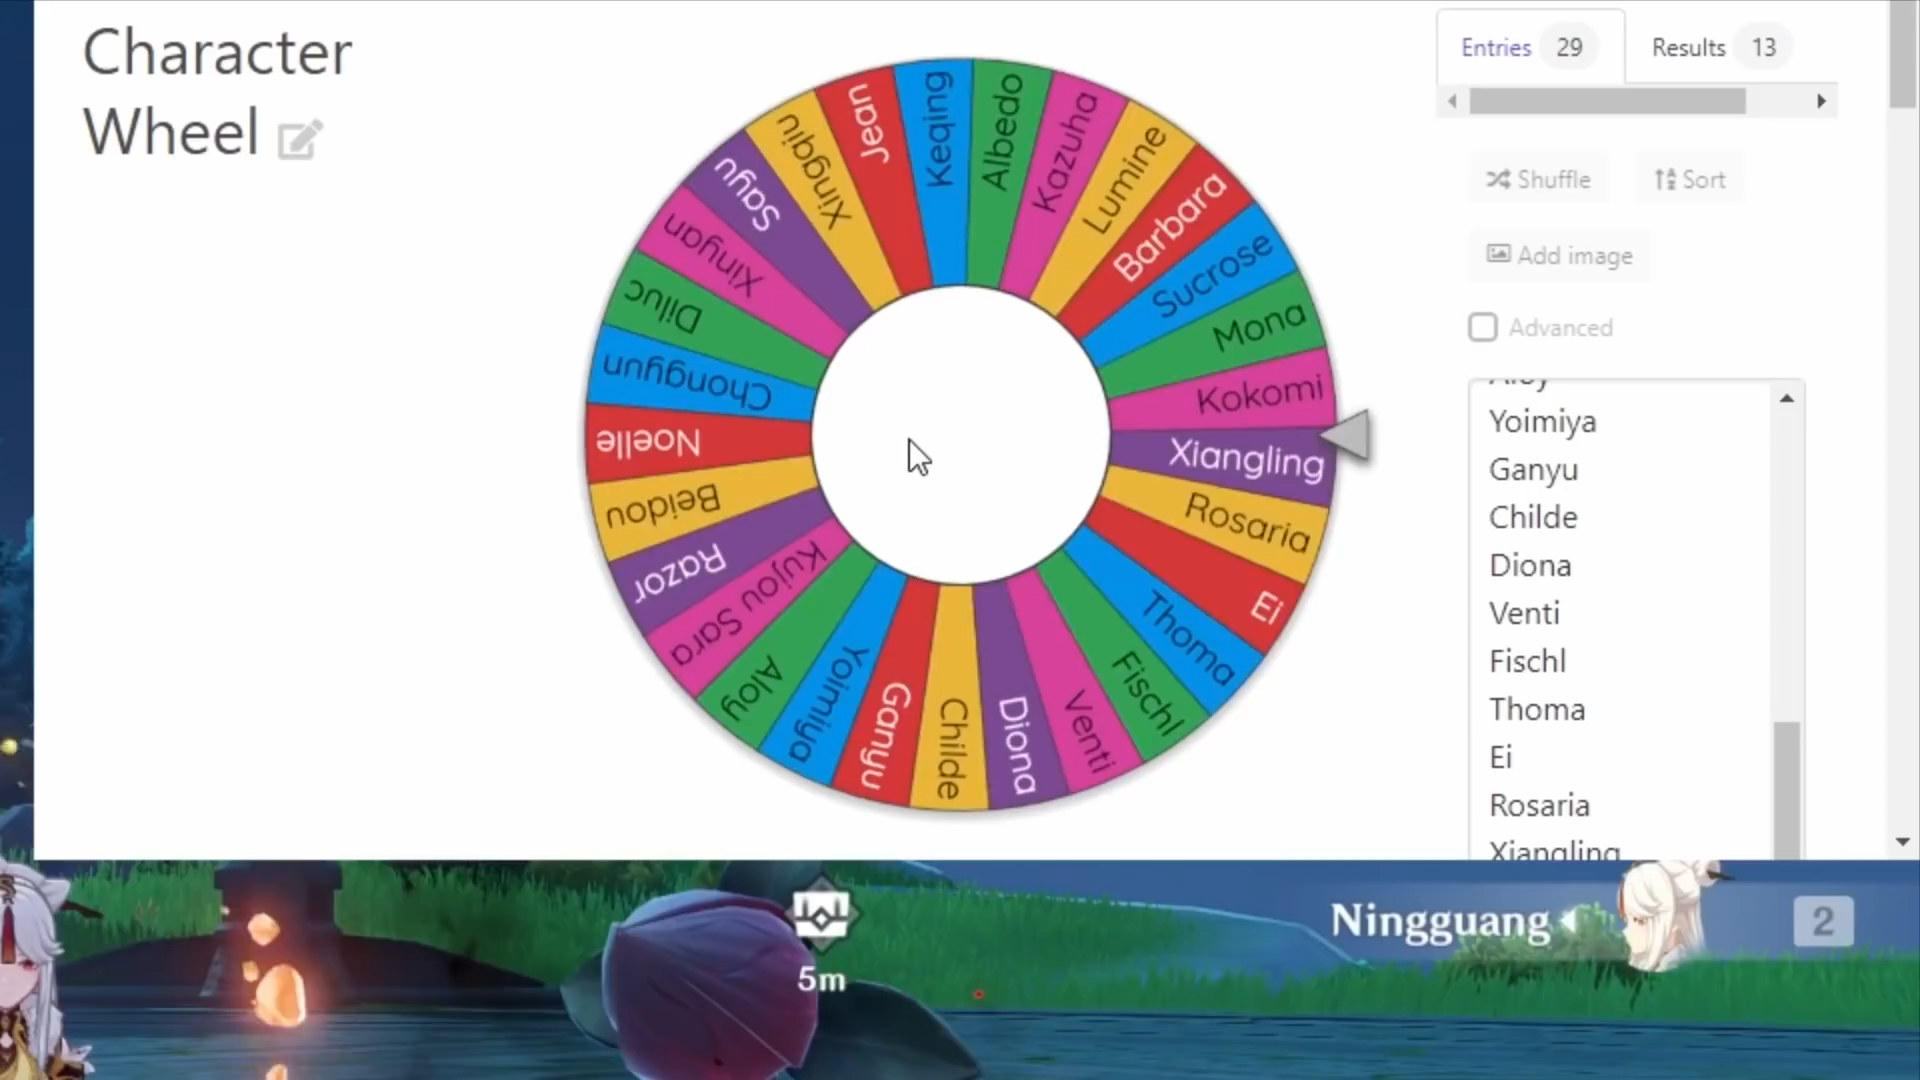 Character
Wheel
Entries 29
Results 13
Shuffle
Sort
Add image
Advanced
Keqing
Albedo
Kazuha
Lumine
Barbara
Sucrose
Mona
Kokomi
Xiangling
Rosaria
Ei
Thoma
Fischl
Venti
Diona
Childe
Ganyu
Yoimiya
Aloy
Kujou Sara
Razor
Beidou
Noelle
Chongyun
Diluc
Xinyan
Sayu
Xingqiu
Jean
Aloy
Yoimiya
Ganyu
Childe
Diona
Venti
Fischl
Thoma
Ei
Rosaria
Xiangling
5m
Ningguang
2